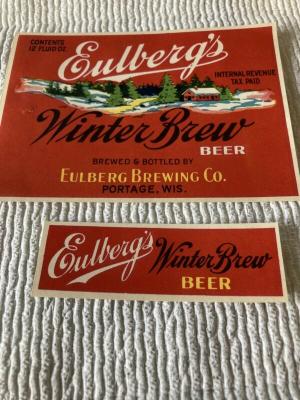 CONTENTS
12 FLUID OZ.
Eulberg's
INTERNAL REVENUE
TAX PAID
Winter Brew
BEER
BREWED & BOTTLED BY
EULBERG BREWING CO.
PORTAGE, WIS.
Eulberg's Winter Brew
BEER